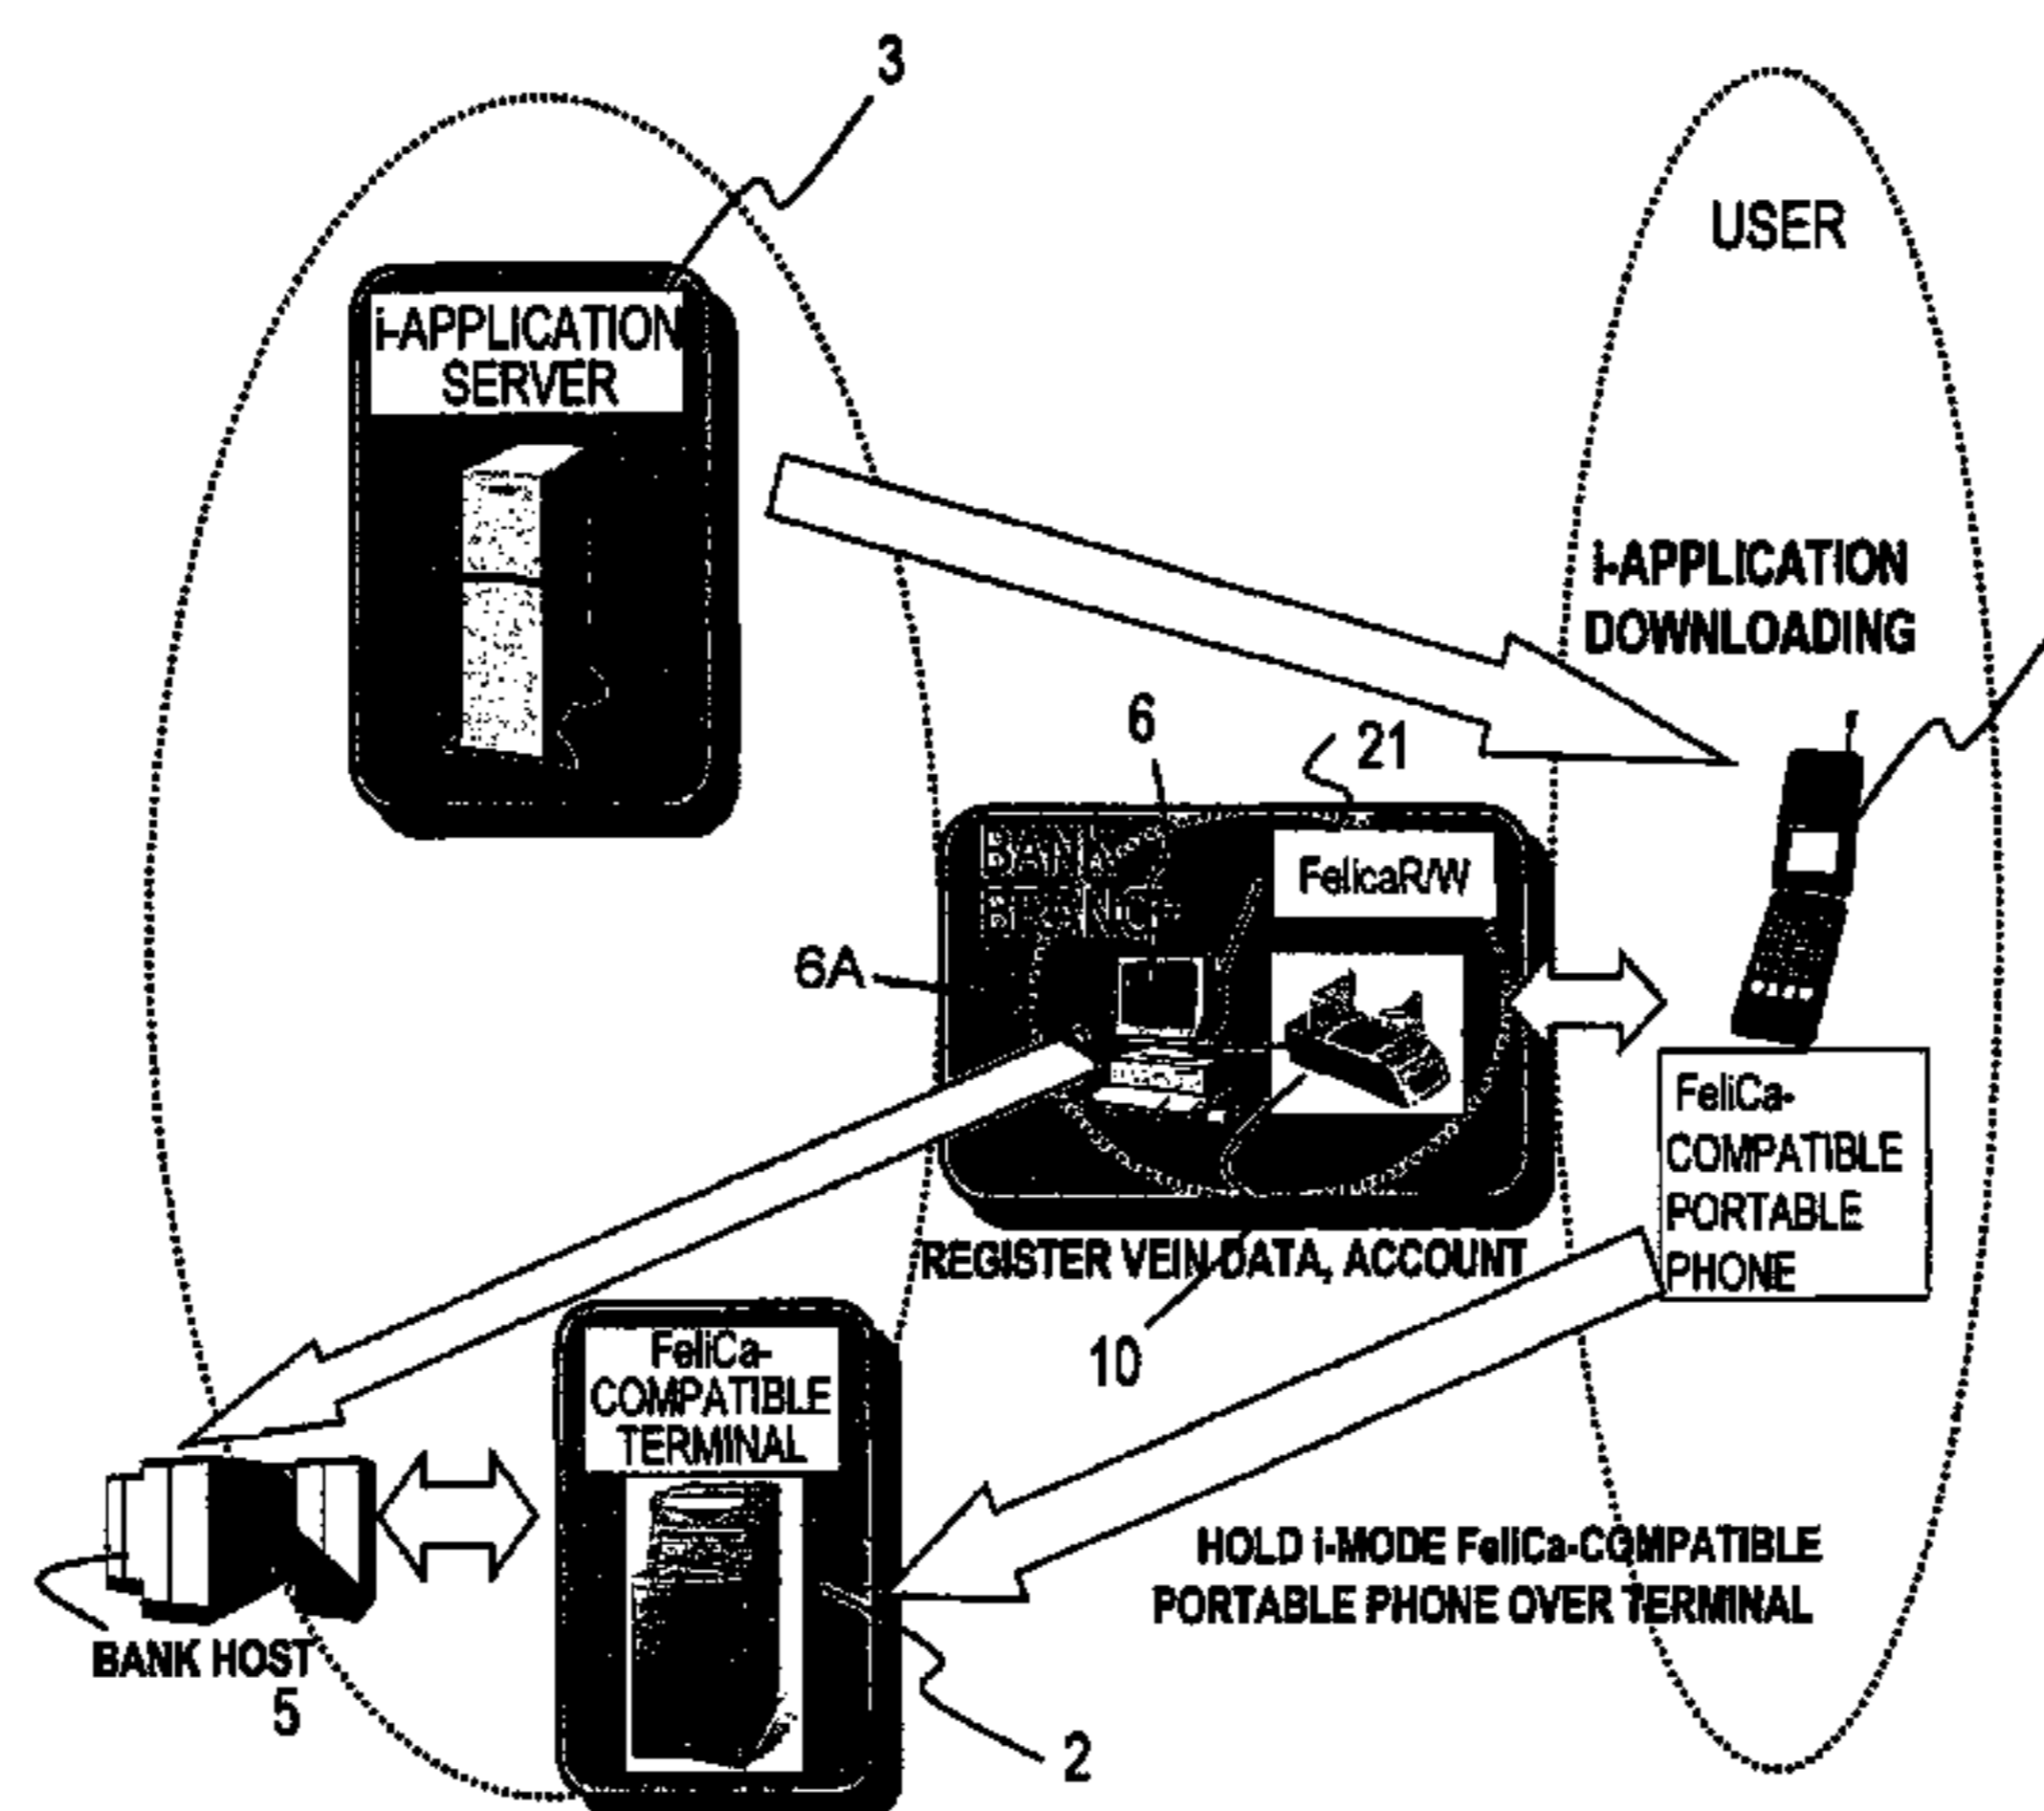 3
USER
i-APPLICATION
SERVER
i-APPLICATION
DOWNLOADING
6
21
BANK
FelicaR/W
6A
FeliCa-
COMPATIBLE
PORTABLE
PHONE
REGISTER VEIN DATA, ACCOUNT
10
FeliCa-
COMPATIBLE
TERMINAL
HOLD i-MODE FeliCa-COMPATIBLE
PORTABLE PHONE OVER TERMINAL
BANK HOST
5
2